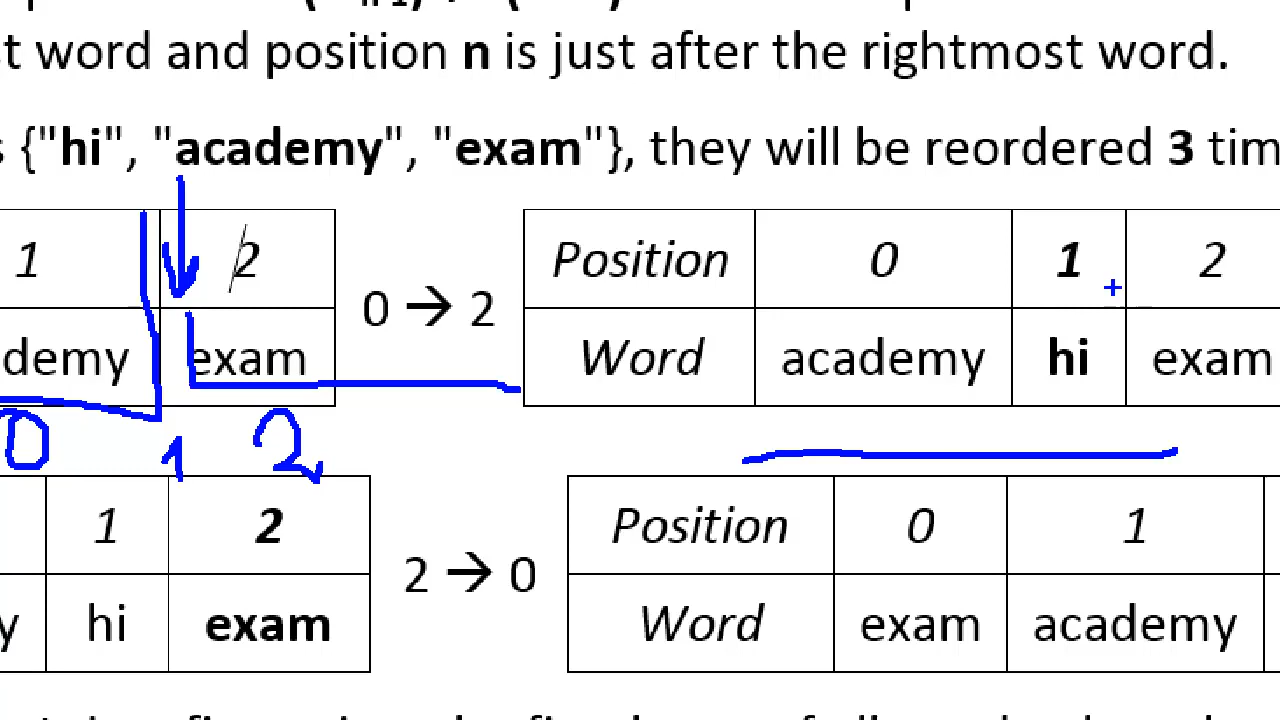 t word and position n is just after the rightmost word.
{"hi", "academy", "exam"}, they will be reordered 3 tim
1 2 0 → 2 Position 0 1 2
demy exam Word academy hi exam
0 1 2
1 2 2 → 0 Position 0 1
y hi exam Word exam academy